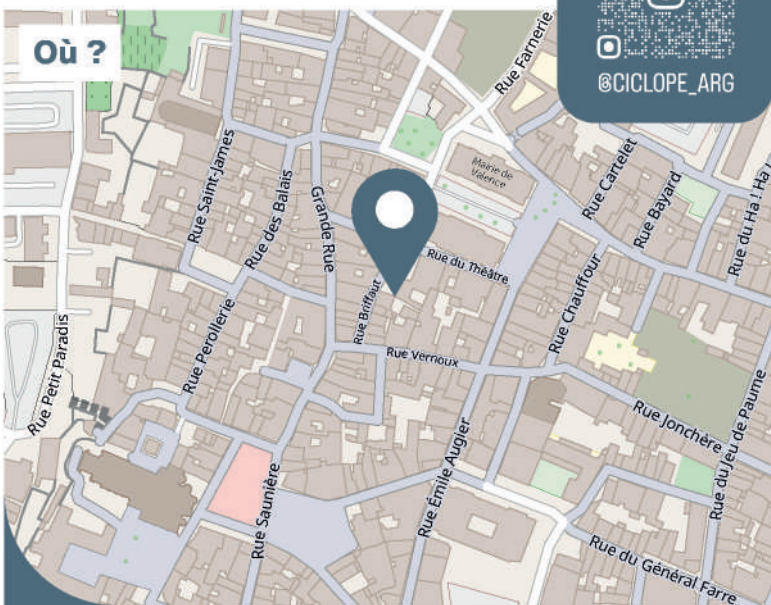 Où ?
@CICLOPE_ARG
Rue Farnerie
Mairie de
Valence
Rue Cartelet
Rue Bayard
Rue du Ha ! Ha !
Rue Saint-James
Rue des Balais
Grande Rue
Rue du Théâtre
Rue Briffaut
Rue Chauffour
Rue Perollerie
Rue Vernoux
Rue Petit Paradis
Rue Jonchère
Rue du Jeu de Paume
Rue Émile Augier
Rue Saunière
Rue du Général Farre